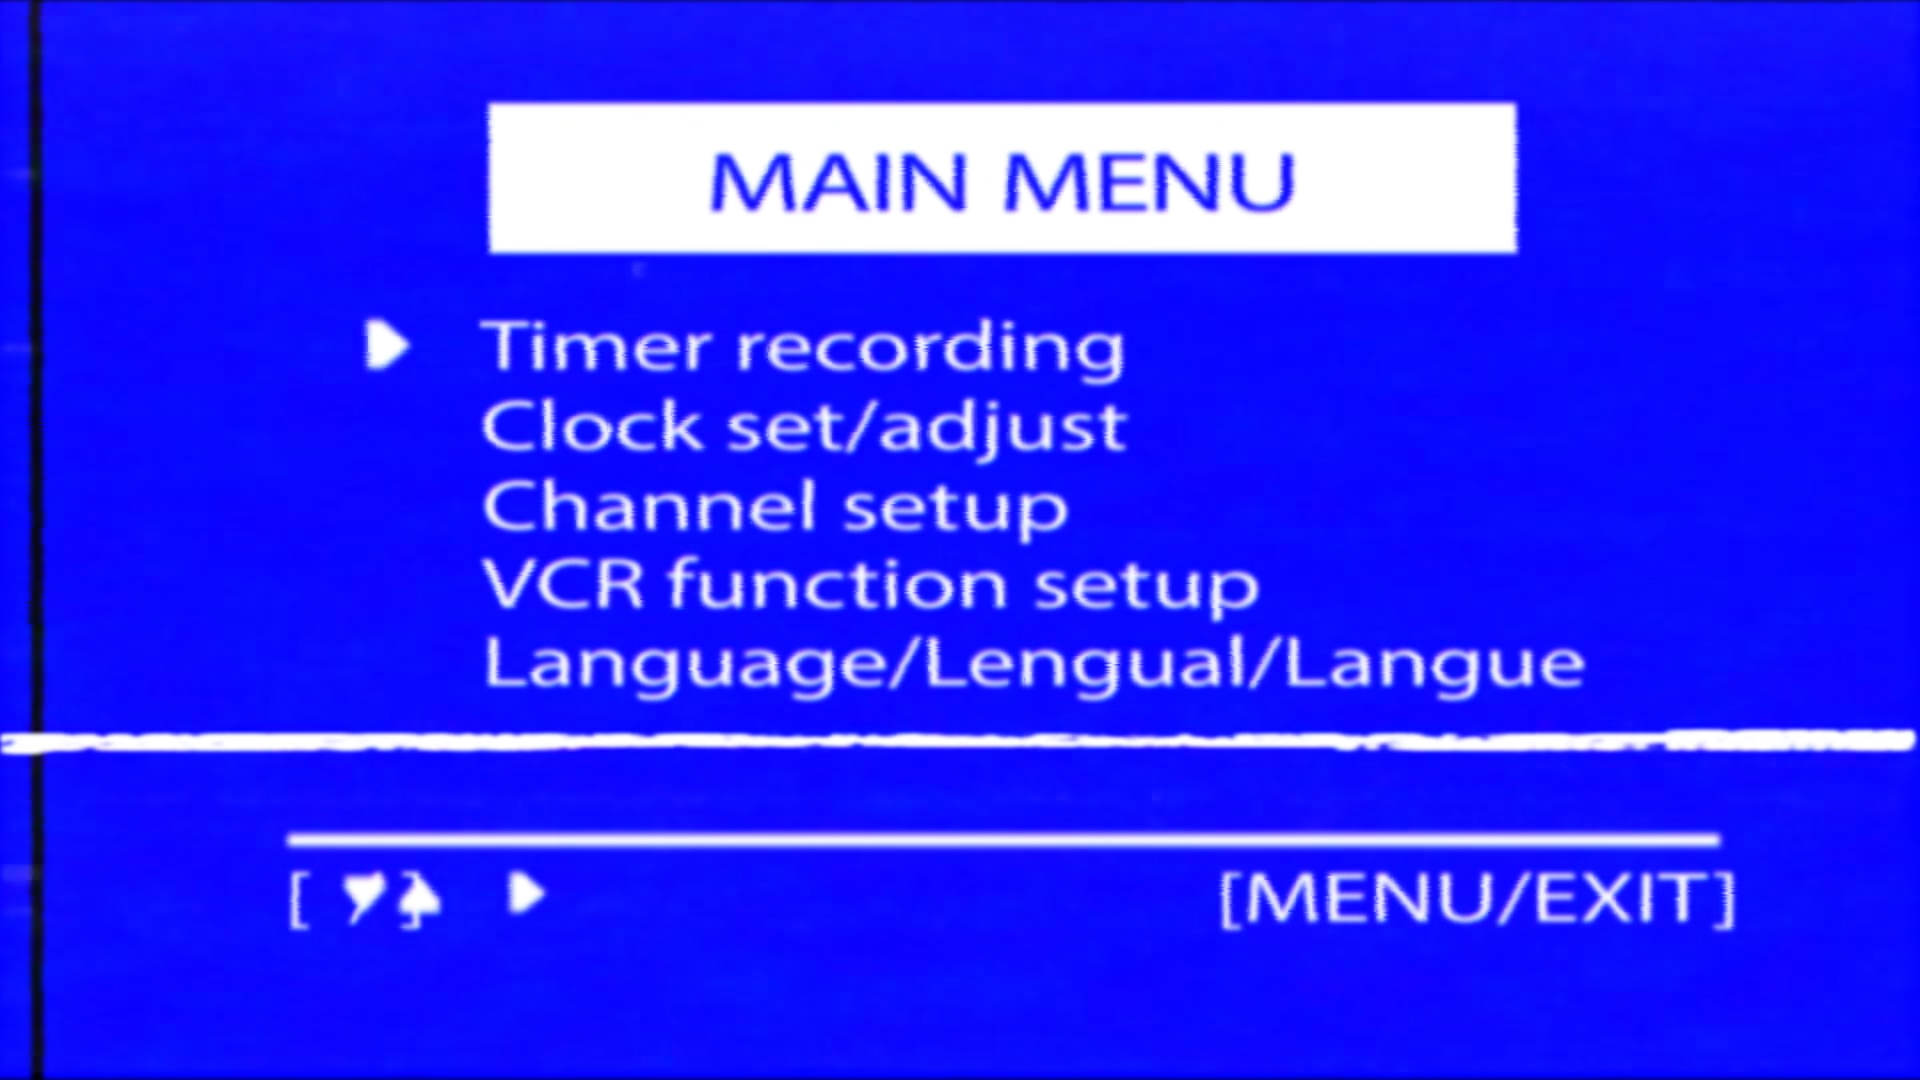 MAIN MENU
Timer recording
Clock set/adjust
Channel setup
VCR function setup
Language/Lengual/Langue
[ ] [MENU/EXIT]